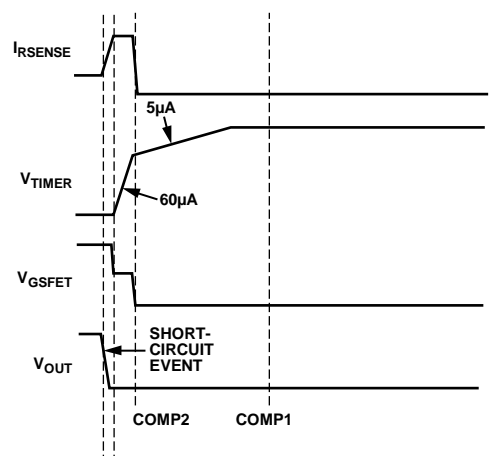 IRSENSE
5µA
VTIMER
60µA
VGSFET
SHORT-
CIRCUIT
EVENT
VOUT
COMP2
COMP1